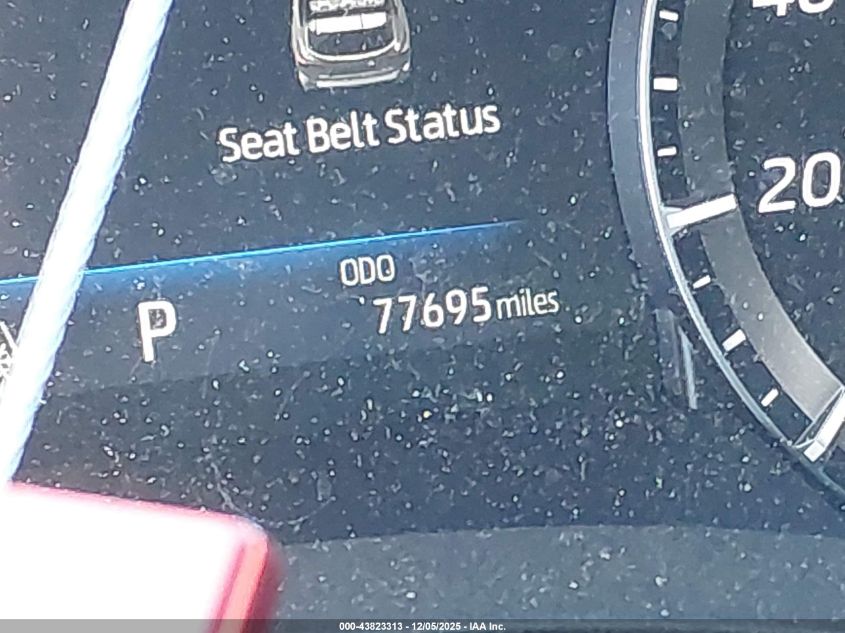 Seat Belt Status
20
ODO
P
77695 miles
000-43823313 - 12/05/2025 - IAA Inc.